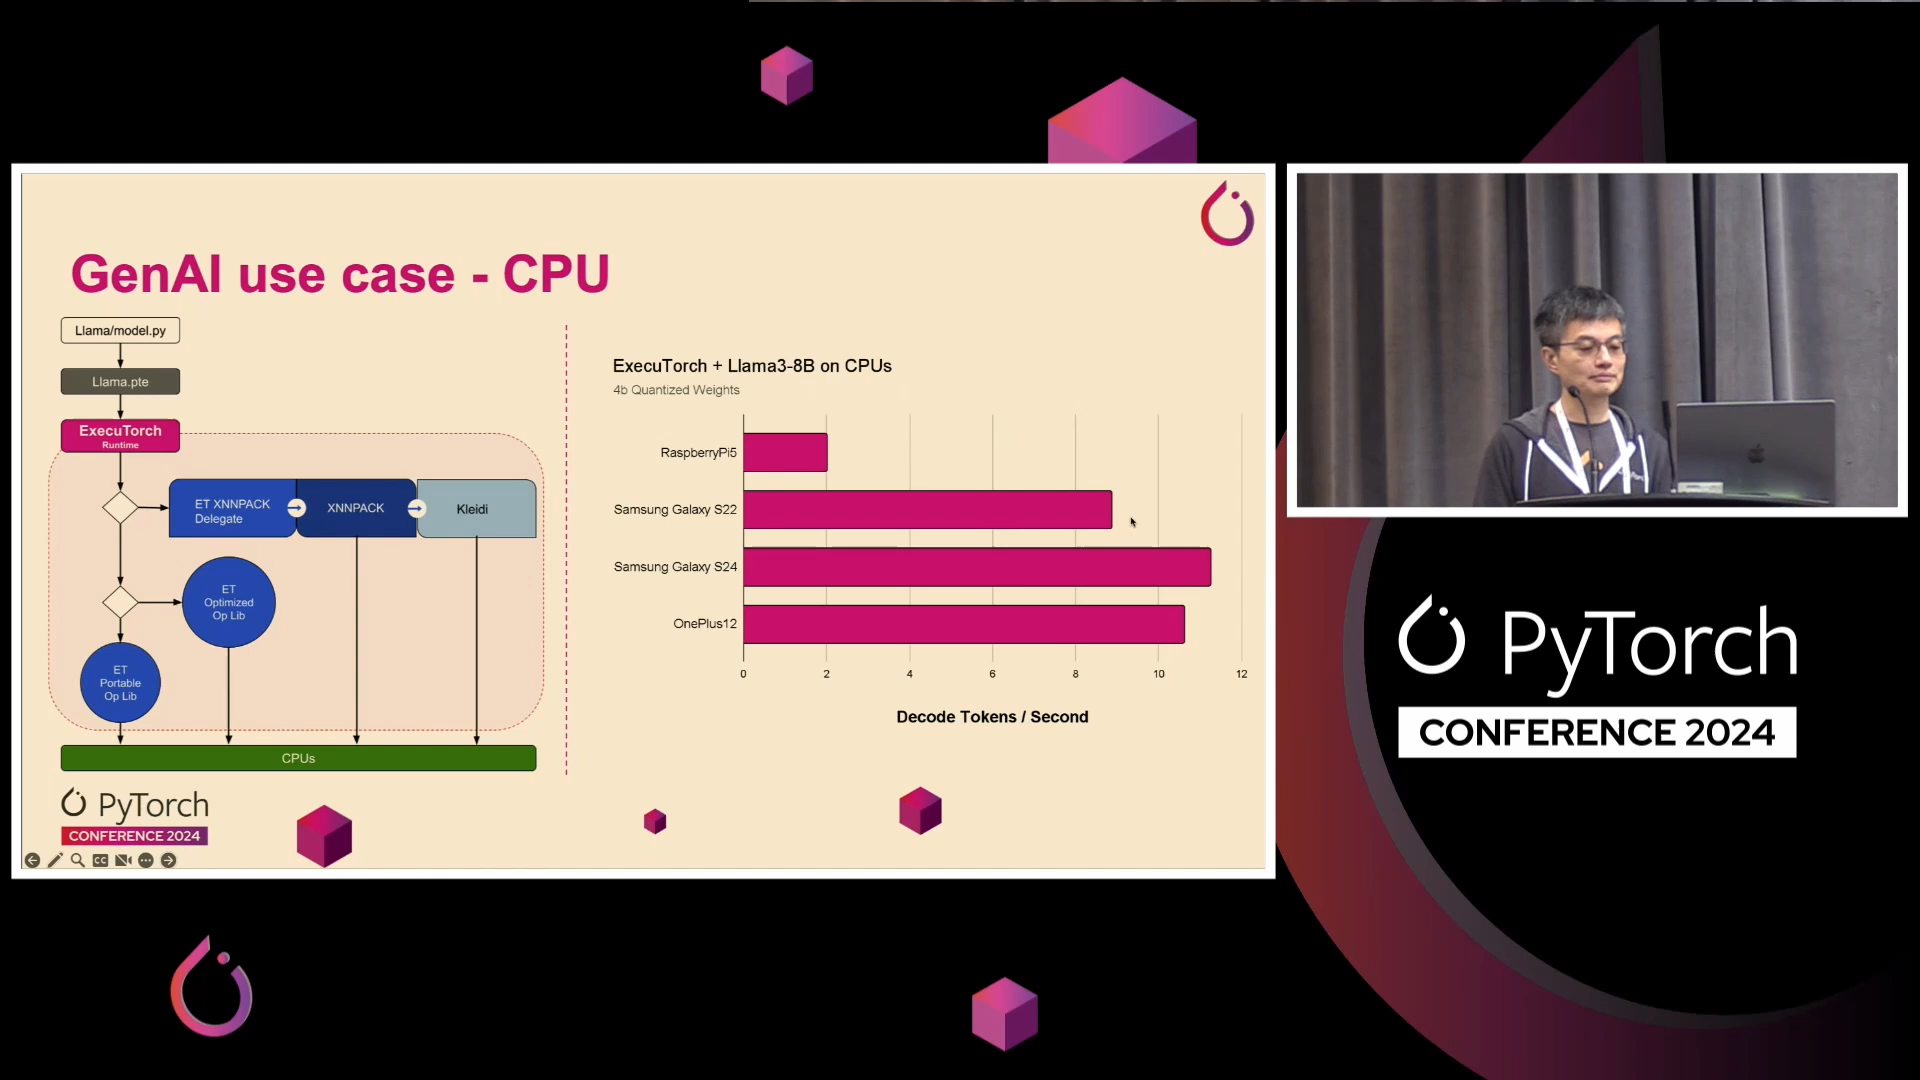 GenAI use case - CPU
Llama/model.py
Llama.pte
ExecuTorch
Runtime
ET XNNPACK
Delegate
XNNPACK
Kleidi
ET
Optimized
Op Lib
ET
Portable
Op Lib
CPUs
ExecuTorch + Llama3-8B on CPUs
4b Quantized Weights
RaspberryPi5
Samsung Galaxy S22
Samsung Galaxy S24
OnePlus12
0 2 4 6 8 10 12
Decode Tokens / Second
PyTorch
CONFERENCE 2024
CC
PyTorch
CONFERENCE 2024